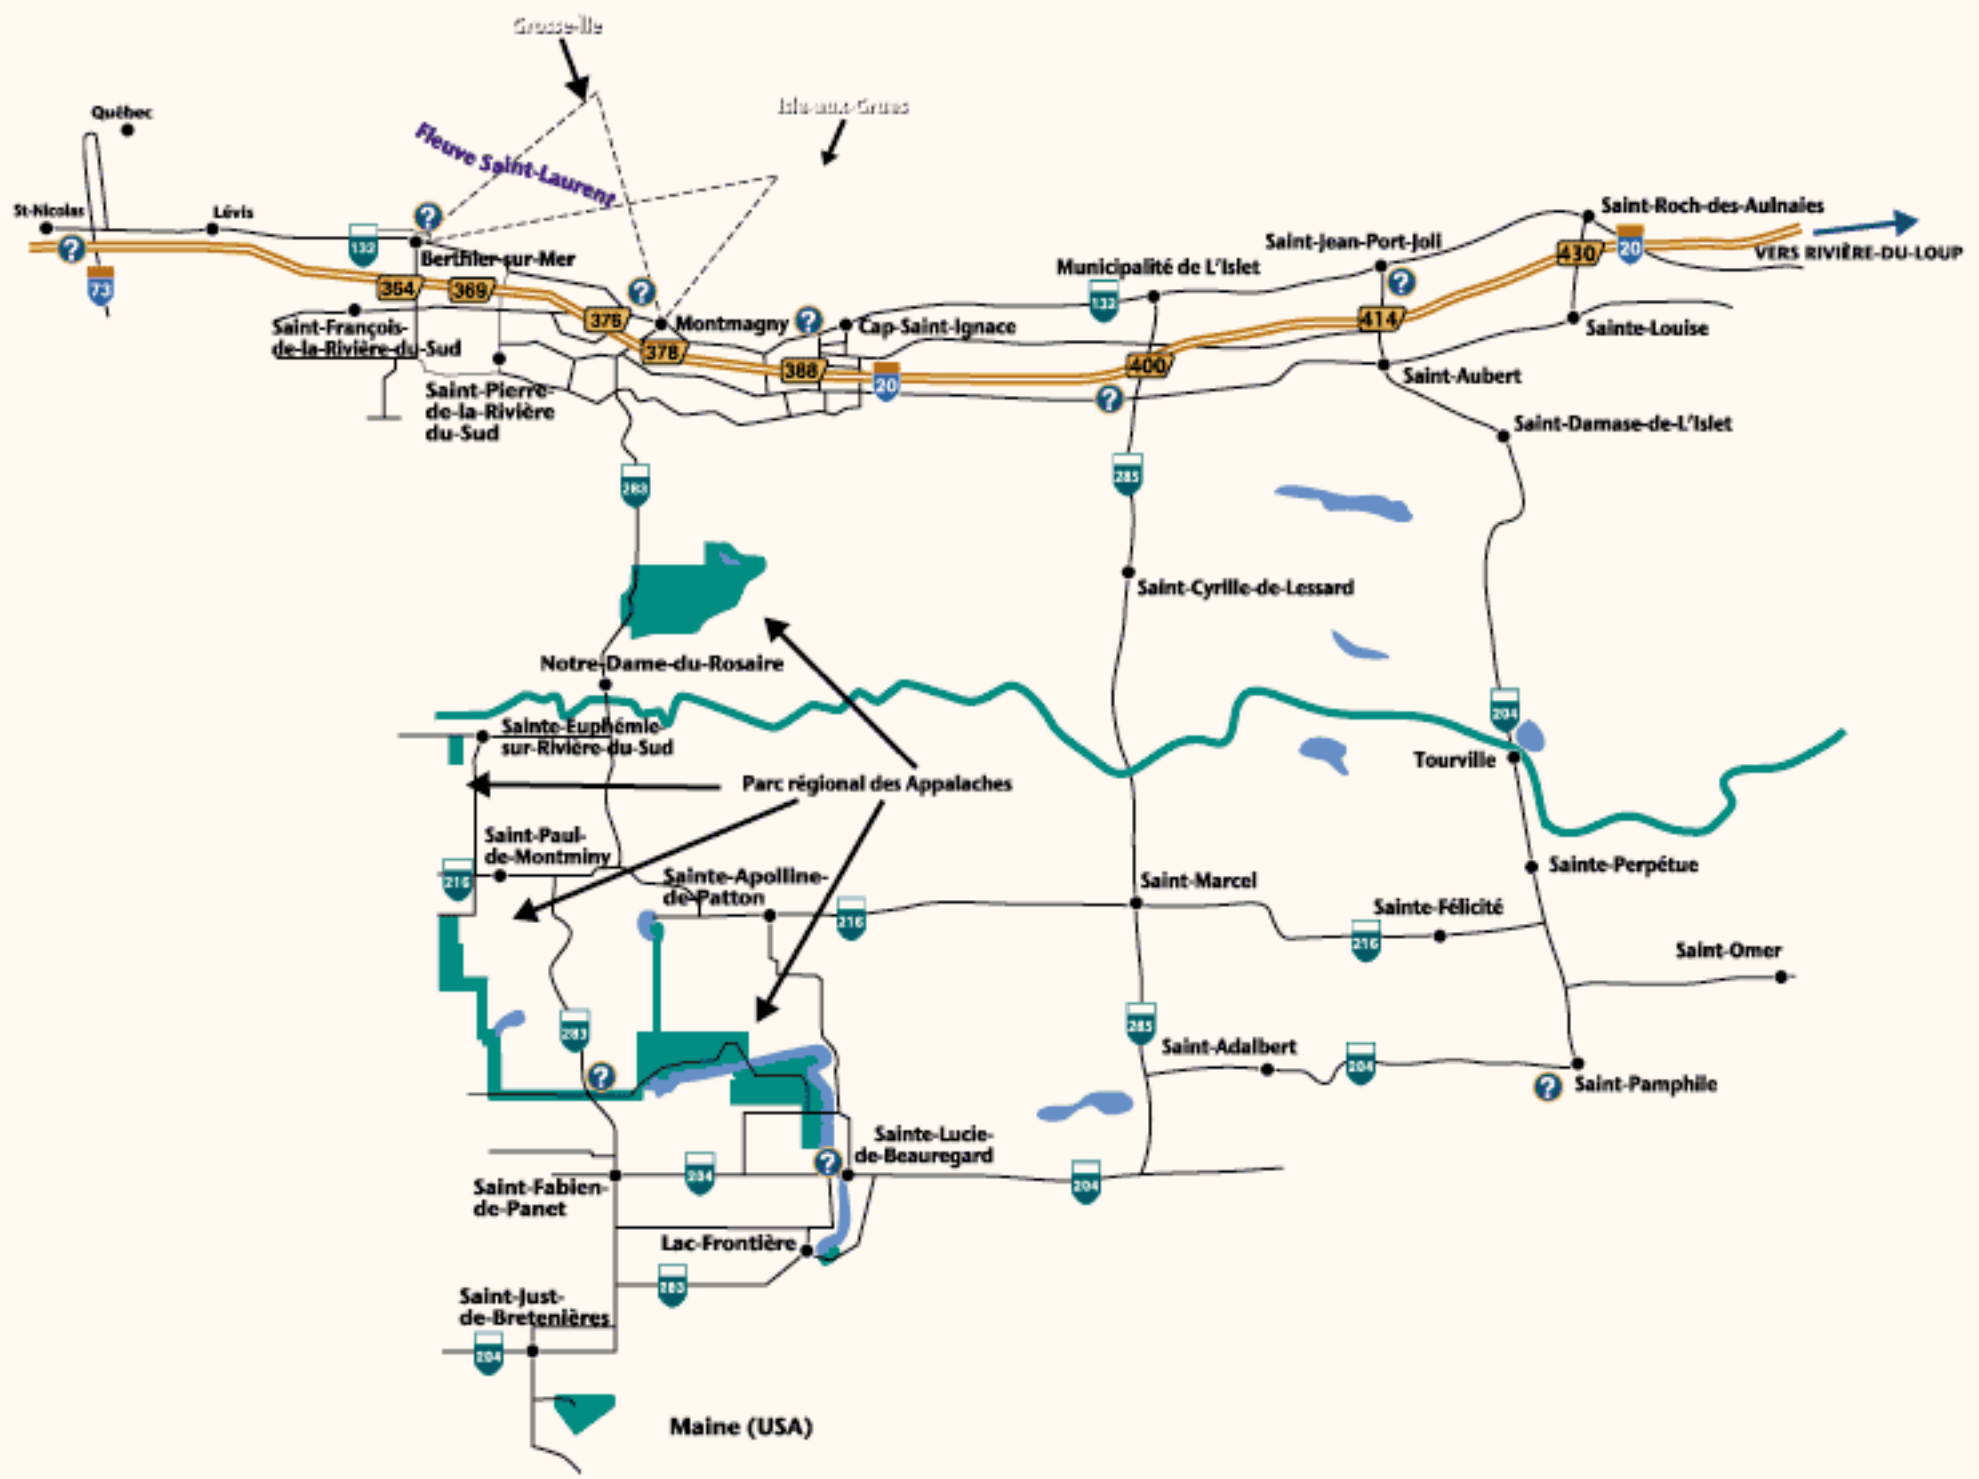 Grosse-Île
Isle-aux-Grues
Québec
Fleuve Saint-Laurent
St-Nicolas
Lévis
?
?
132
73
Berthier-sur-Mer
364
369
Saint-François-
de-la-Rivière-du-Sud
Saint-Pierre-
de-la-Rivière
du-Sud
?
376
Montmagny
378
?
Cap-Saint-Ignace
388
20
Municipalité de L'Islet
132
400
?
Saint-Jean-Port-Joli
?
414
Saint-Roch-des-Aulnaies
430
20
VERS RIVIÈRE-DU-LOUP
Sainte-Louise
Saint-Aubert
Saint-Damase-de-L'Islet
283
285
Saint-Cyrille-de-Lessard
Notre-Dame-du-Rosaire
204
Sainte-Euphémie-
sur-Rivière-du-Sud
Tourville
Parc régional des Appalaches
Saint-Paul-
de-Montminy
216
Sainte-Apolline-
de-Patton
216
Saint-Marcel
Sainte-Perpétue
Sainte-Félicité
216
Saint-Omer
283
?
285
Saint-Adalbert
204
?
Saint-Pamphile
Sainte-Lucie-
de-Beauregard
?
204
204
Saint-Fabien-
de-Panet
Lac-Frontière
283
Saint-Just-
de-Bretenières
204
Maine (USA)